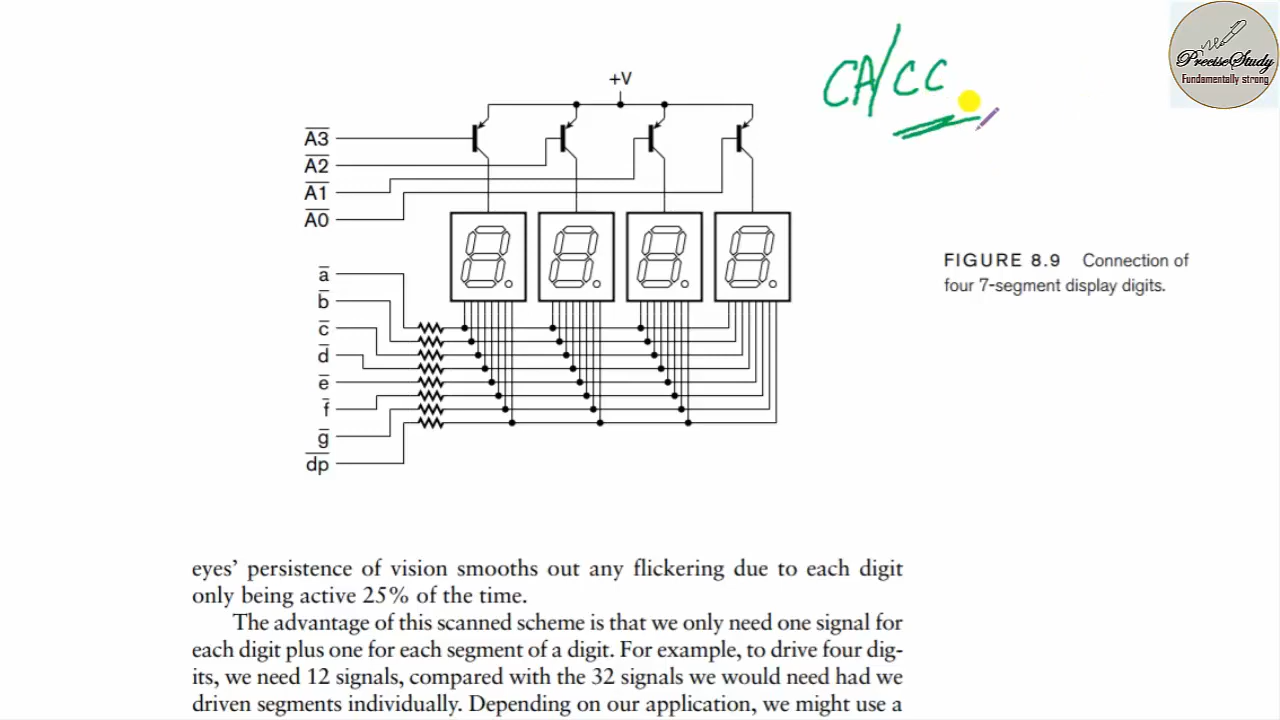 PreciseStudy
Fundamentally strong
CA/CC
+V
A3
A2
A1
A0
a
b
c
d
e
f
g
dp
FIGURE 8.9 Connection of
four 7-segment display digits.
eyes’ persistence of vision smooths out any flickering due to each digit
only being active 25% of the time.
The advantage of this scanned scheme is that we only need one signal for
each digit plus one for each segment of a digit. For example, to drive four dig-
its, we need 12 signals, compared with the 32 signals we would need had we
driven segments individually. Depending on our application, we might use a